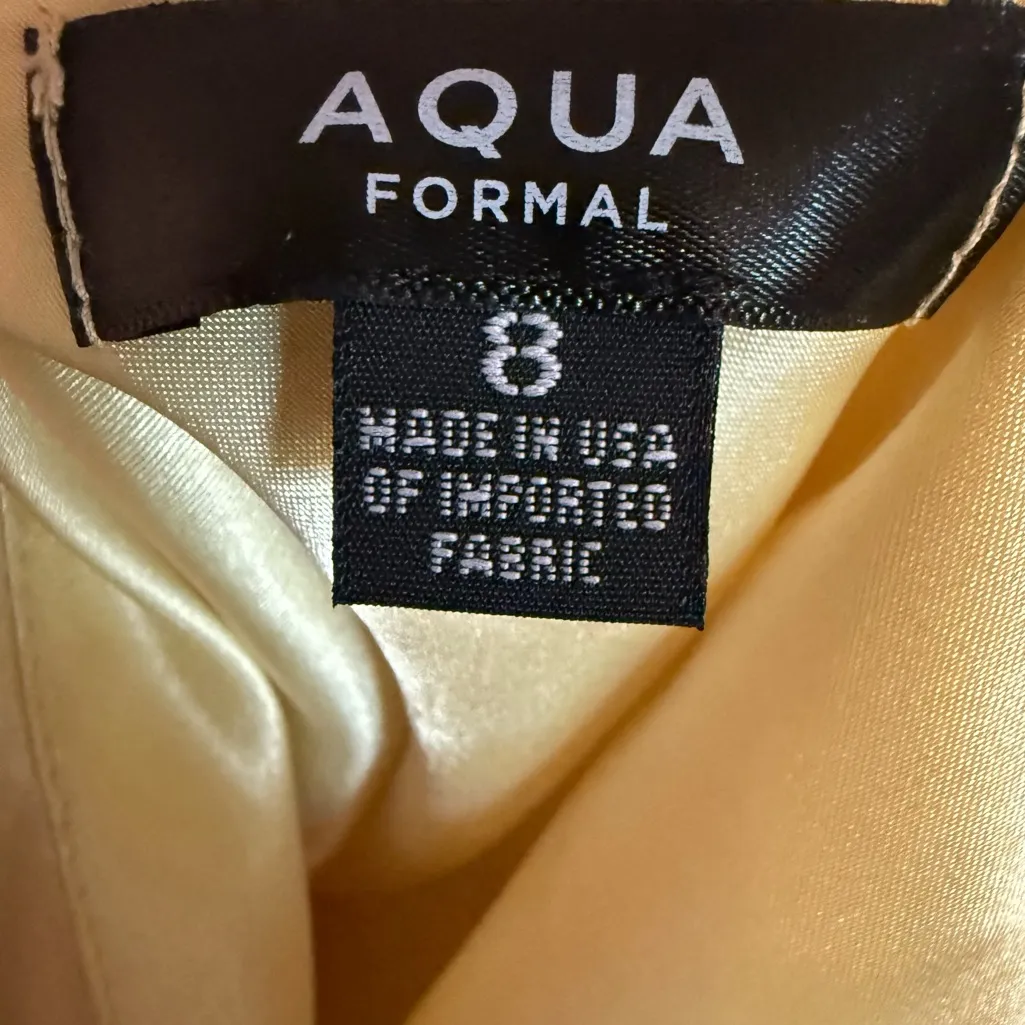 AQUA
FORMAL
8
MADE IN USA
OF IMPORTED
FABRIC